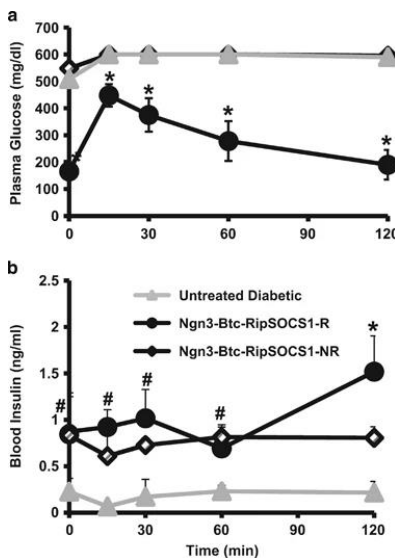 a
Plasma Glucose (mg/dl)
700
600
500
400
300
200
100
0
* * * * *
0 30 60 90 120
b
Untreated Diabetic
Ngn3-Btc-RipSOCS1-R
Ngn3-Btc-RipSOCS1-NR
Blood Insulin (ng/ml)
2
1.5
1
0.5
0
# # # # *
0 30 60 90 120
Time (min)